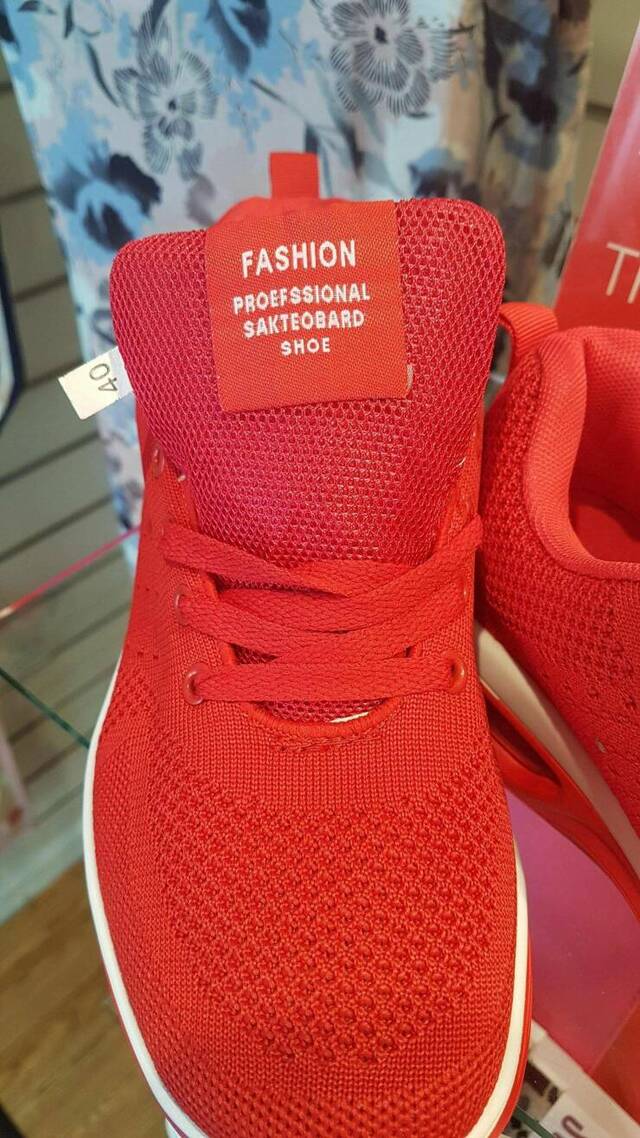 FASHION
PROEFSSIONAL
SAKTEOBARD
SHOE
40